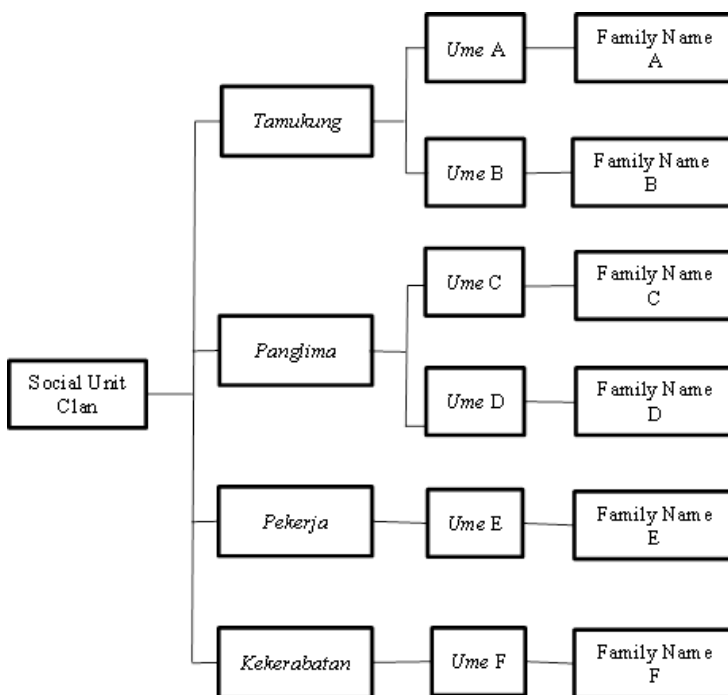 Ume A
Family Name
A
Tamukung
Ume B
Family Name
B
Ume C
Family Name
C
Panglima
Social Unit
Clan
Ume D
Family Name
D
Pekerja
Ume E
Family Name
E
Kekerabatan
Ume F
Family Name
F